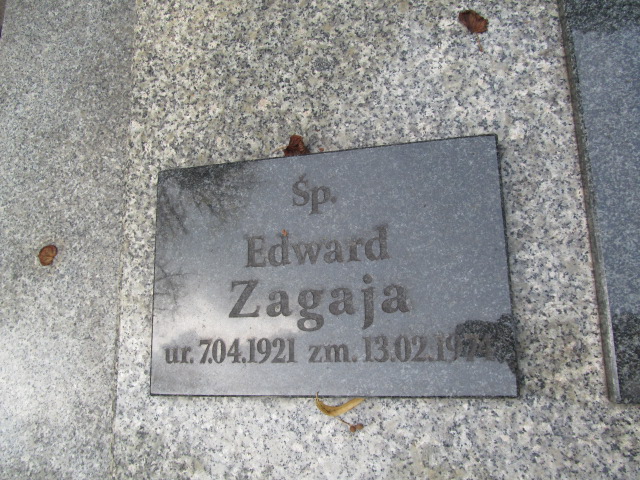 Śp.
Edward
Zagaja
ur. 7.04.1921 zm.